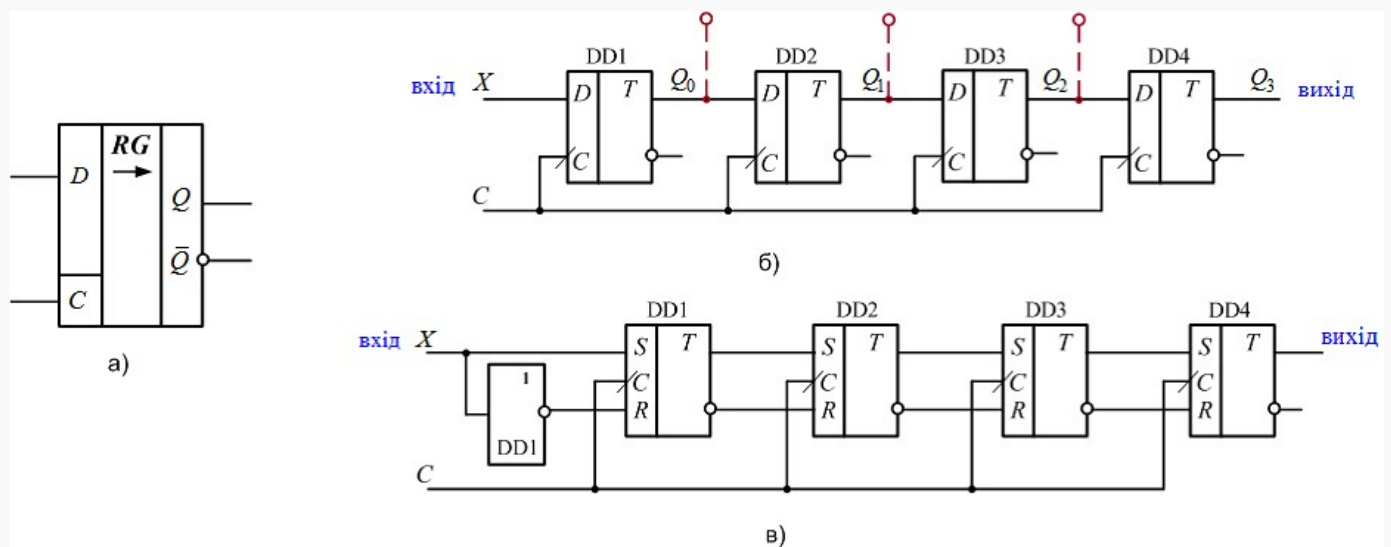 RG
D
Q
Q̅
C
а)
DD1 DD2 DD3 DD4
вхід X D T Q₀ D T Q₁ D T Q₂ D T Q₃ вихід
C C C C
C
б)
DD1 DD2 DD3 DD4
вхід X S T S T S T S T вихід
1 C C C C
R R R R
DD1
C
в)